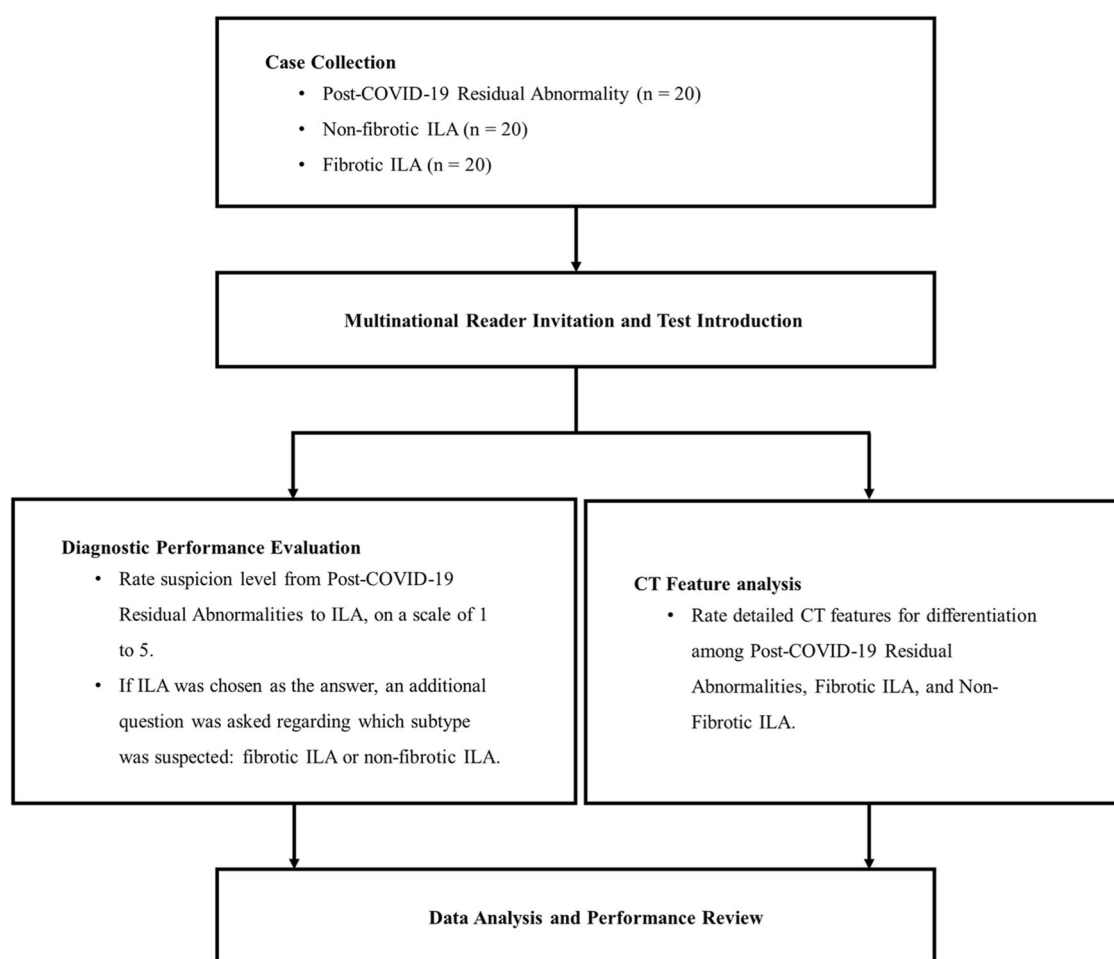 Case Collection
• Post-COVID-19 Residual Abnormality (n = 20)
• Non-fibrotic ILA (n = 20)
• Fibrotic ILA (n = 20)
Multinational Reader Invitation and Test Introduction
Diagnostic Performance Evaluation
• Rate suspicion level from Post-COVID-19
Residual Abnormalities to ILA, on a scale of 1
to 5.
• If ILA was chosen as the answer, an additional
question was asked regarding which subtype
was suspected: fibrotic ILA or non-fibrotic ILA.
CT Feature analysis
• Rate detailed CT features for differentiation
among Post-COVID-19 Residual
Abnormalities, Fibrotic ILA, and Non-
Fibrotic ILA.
Data Analysis and Performance Review